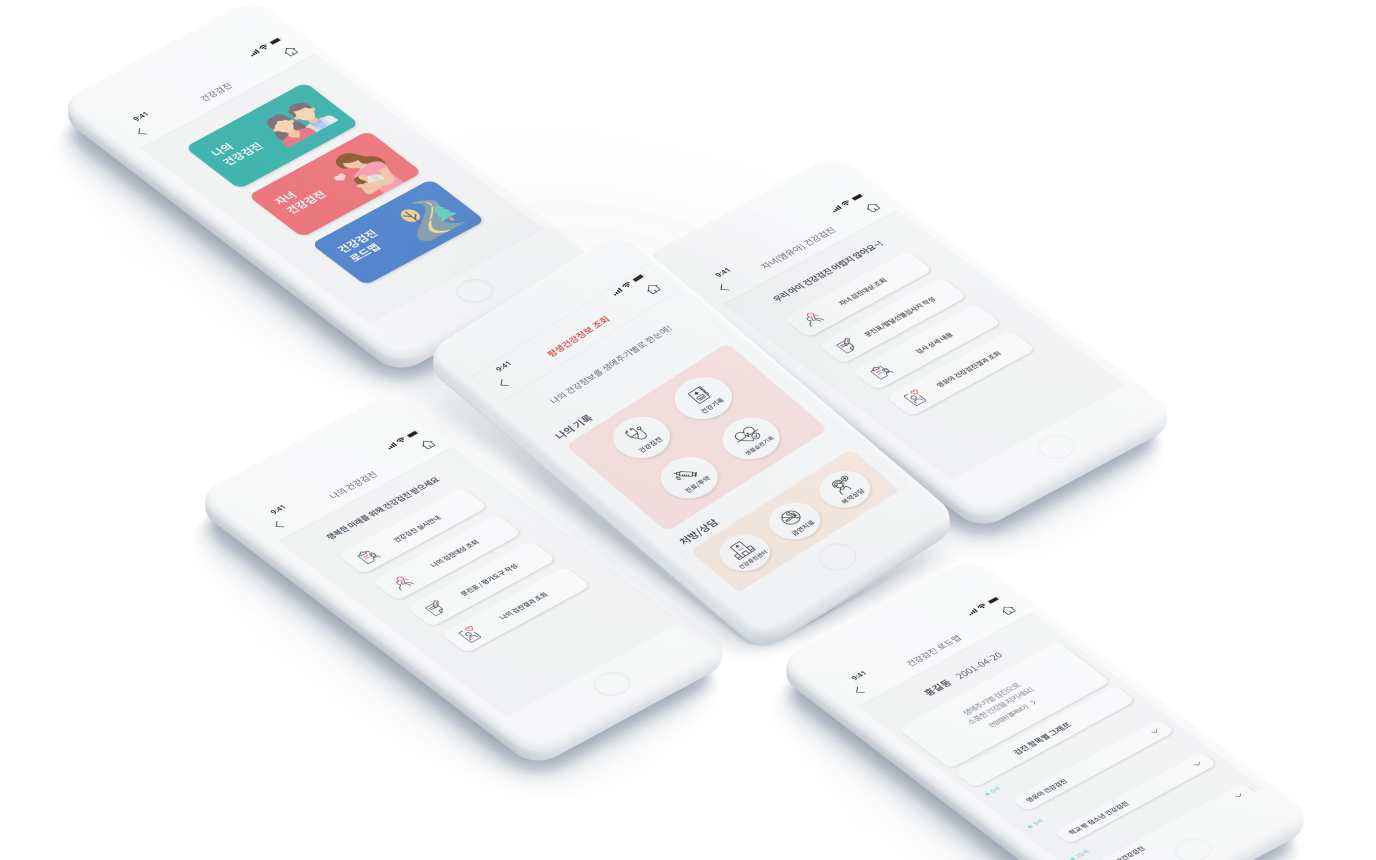 9:41
건강검진
나의
건강검진
자녀
건강검진
건강검진
로드맵
9:41
자녀(영유아) 건강검진
우리 아이 건강검진 어렵지 않아요~!
자녀 검진대상 조회
문진표/발달선별검사지 작성
검사 상세 내용
영유아 건강검진결과 조회
9:41
평생건강정보 조회
나의 건강정보를 생애주기별로 한눈에!
나의 기록
건강검진
건강기록
진료/투약
생활습관기록
처방/상담
건강증진센터
금연치료
예약상담
9:41
나의 건강검진
행복한 미래를 위해 건강검진 받으세요
건강검진 실시안내
나의 검진대상 조회
문진표 / 평가도구 작성
나의 검진결과 조회
9:41
건강검진 로드맵
홍길동 2001-04-20
생애주기별 검진으로
소중한 건강을 지키세요!
건강검진 결과보기
검진 항목별 그래프
영유아 건강검진
학교 밖 청소년 건강검진